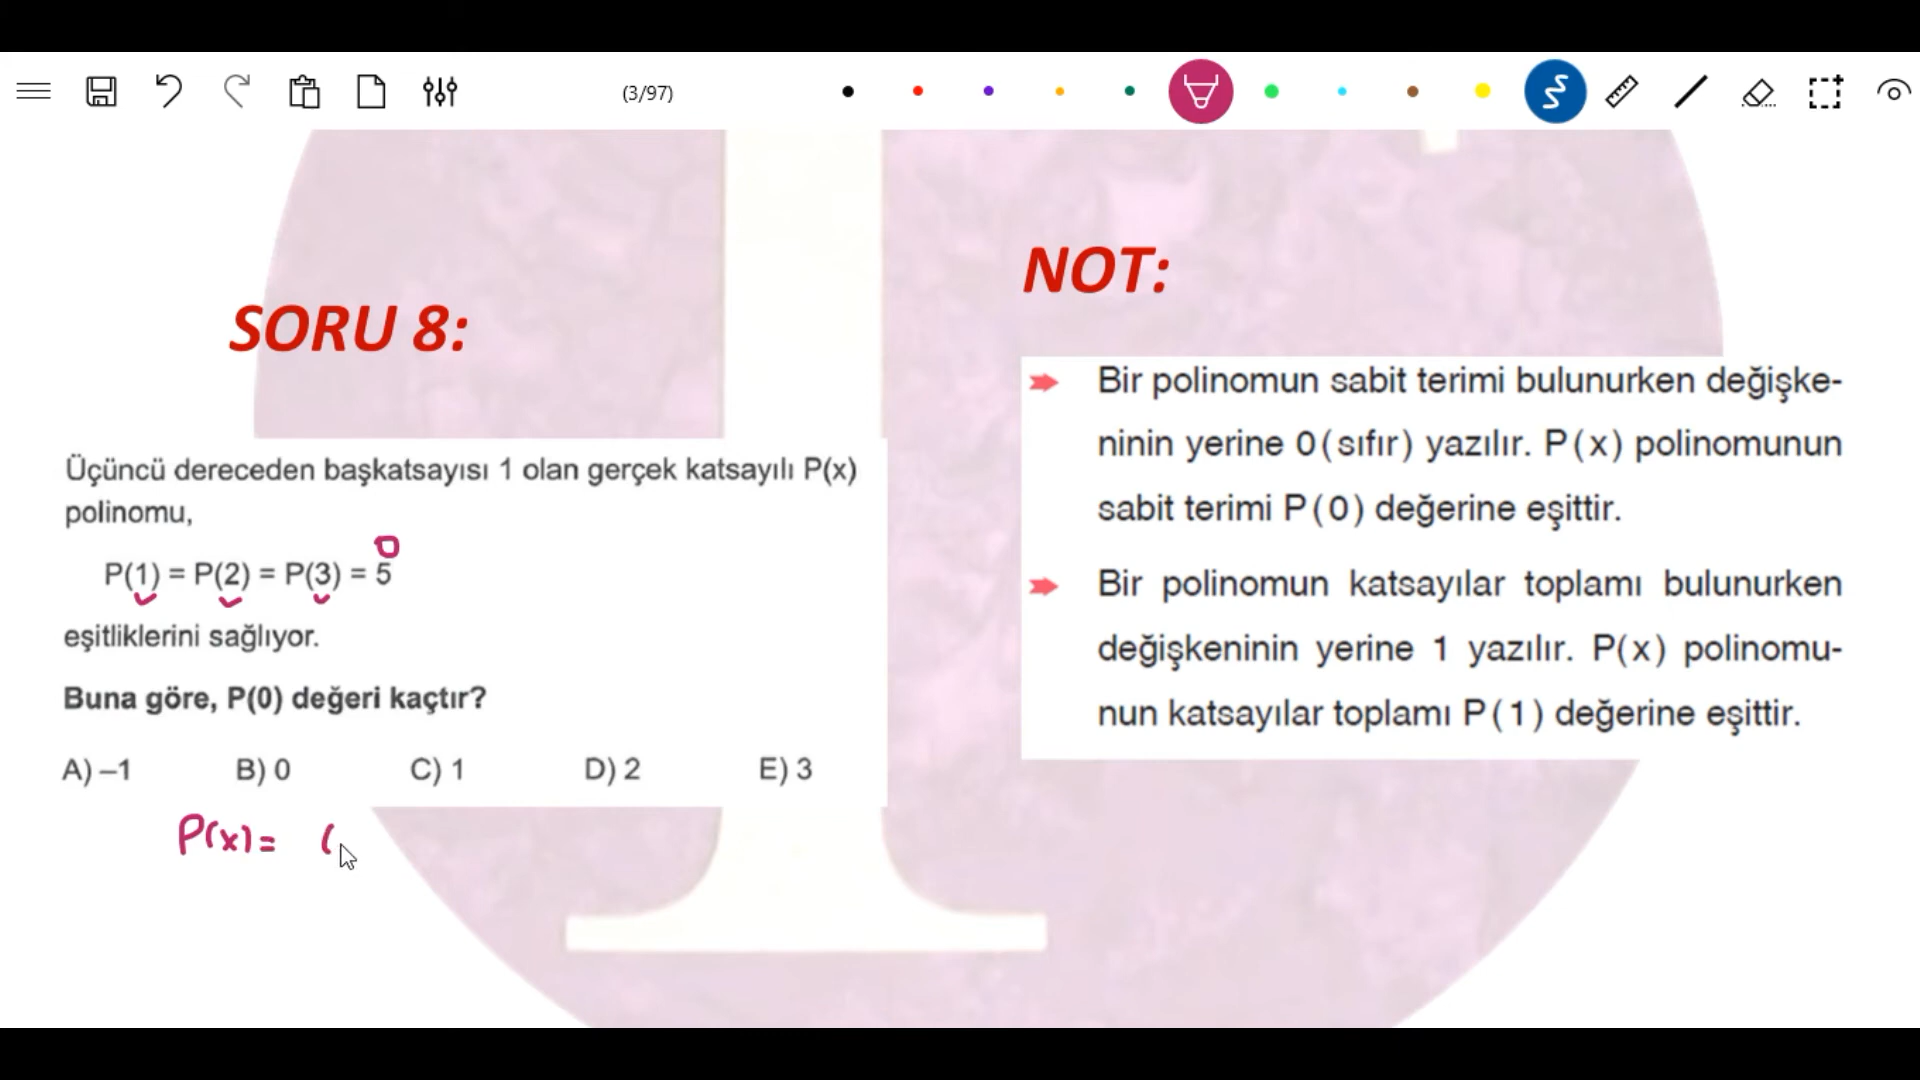 (3/97)
SORU 8:
Üçüncü dereceden başkatsayısı 1 olan gerçek katsayılı P(x)
polinomu,
0
P(1) = P(2) = P(3) = 5
eşitliklerini sağlıyor.
Buna göre, P(0) değeri kaçtır?
A) –1 B) 0 C) 1 D) 2 E) 3
P(x) = (
NOT:
Bir polinomun sabit terimi bulunurken değişke-
ninin yerine 0(sıfır) yazılır. P(x) polinomunun
sabit terimi P(0) değerine eşittir.
Bir polinomun katsayılar toplamı bulunurken
değişkeninin yerine 1 yazılır. P(x) polinomu-
nun katsayılar toplamı P(1) değerine eşittir.